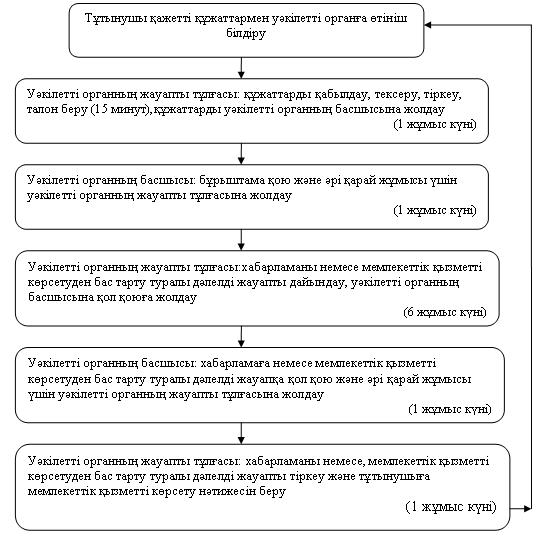 Тұтынушы қажетті құжаттармен уәкілетті органға өтініш
білдіру
Уәкілетті органның жауапты тұлғасы: құжаттарды қабылдау, тексеру, тіркеу,
талон беру (15 минут), құжаттарды уәкілетті органның басшысына жолдау
(1 жұмыс күні)
Уәкілетті органның басшысы: бұрыштама қою және әрі қарай жұмысы үшін
уәкілетті органның жауапты тұлғасына жолдау
(1 жұмыс күні)
Уәкілетті органның жауапты тұлғасы:хабарламаны немесе мемлекеттік қызметті
көрсетуден бас тарту туралы дәлелді жауапты дайындау, уәкілетті органның
басшысына қол қоюға жолдау
(6 жұмыс күні)
Уәкілетті органның басшысы: хабарламаға немесе мемлекеттік қызметті
көрсетуден бас тарту туралы дәлелді жауапқа қол қою және әрі қарай жұмысы
үшін уәкілетті органның жауапты тұлғасына жолдау
(1 жұмыс күні)
Уәкілетті органның жауапты тұлғасы: хабарламаны немесе, мемлекеттік қызметті
көрсетуден бас тарту туралы дәлелді жауапты тіркеу және тұтынушыға
мемлекеттік қызметті көрсету нәтижесін беру
(1 жұмыс күні)